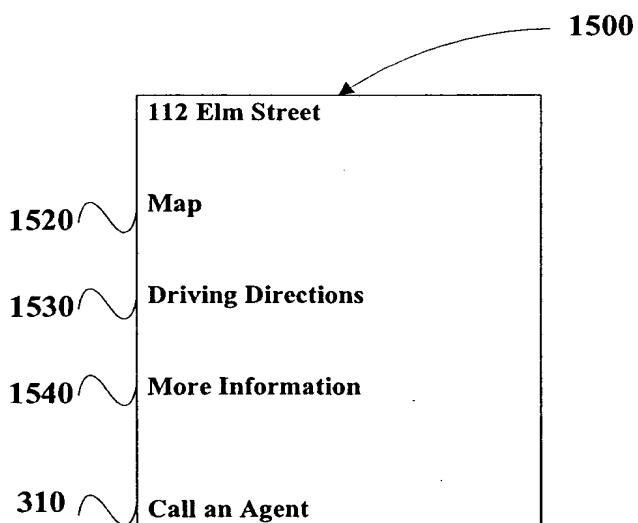 1500
112 Elm Street
1520 Map
1530 Driving Directions
1540 More Information
310 Call an Agent